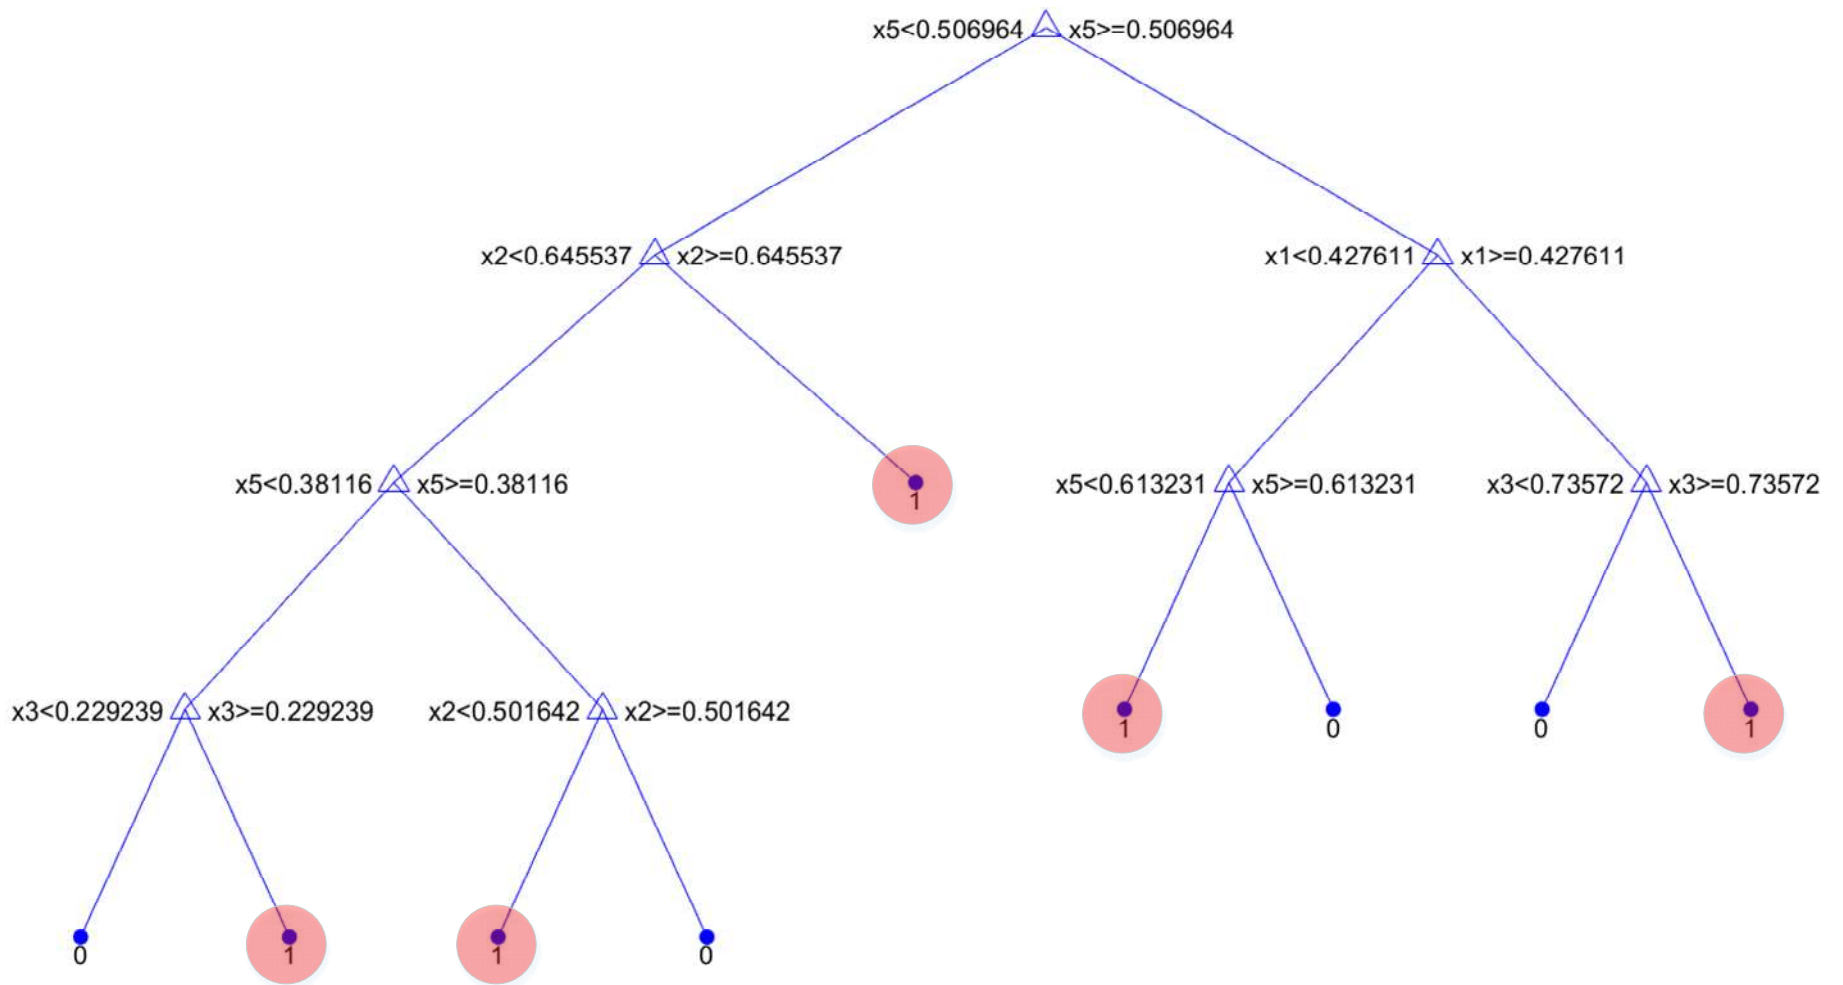 x5<0.506964 x5>=0.506964
x2<0.645537 x2>=0.645537 x1<0.427611 x1>=0.427611
x5<0.38116 x5>=0.38116 x5<0.613231 x5>=0.613231 x3<0.73572 x3>=0.73572
1
x3<0.229239 x3>=0.229239 x2<0.501642 x2>=0.501642
1 0 0 1
0 1 1 0